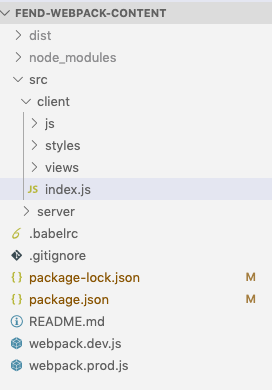 FEND-WEBPACK-CONTENT
dist
node_modules
src
client
js
styles
views
JS index.js
server
.babelrc
.gitignore
{} package-lock.json M
{} package.json M
README.md
webpack.dev.js
webpack.prod.js